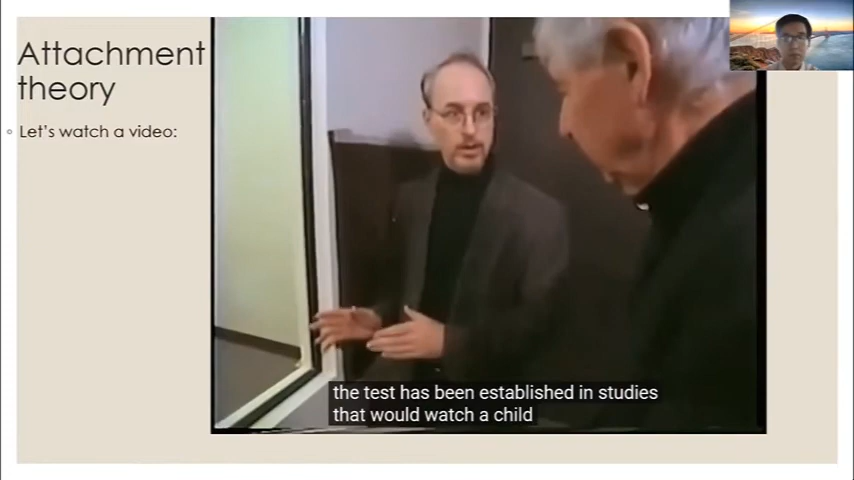 Attachment
theory
Let's watch a video:
the test has been established in studies
that would watch a child